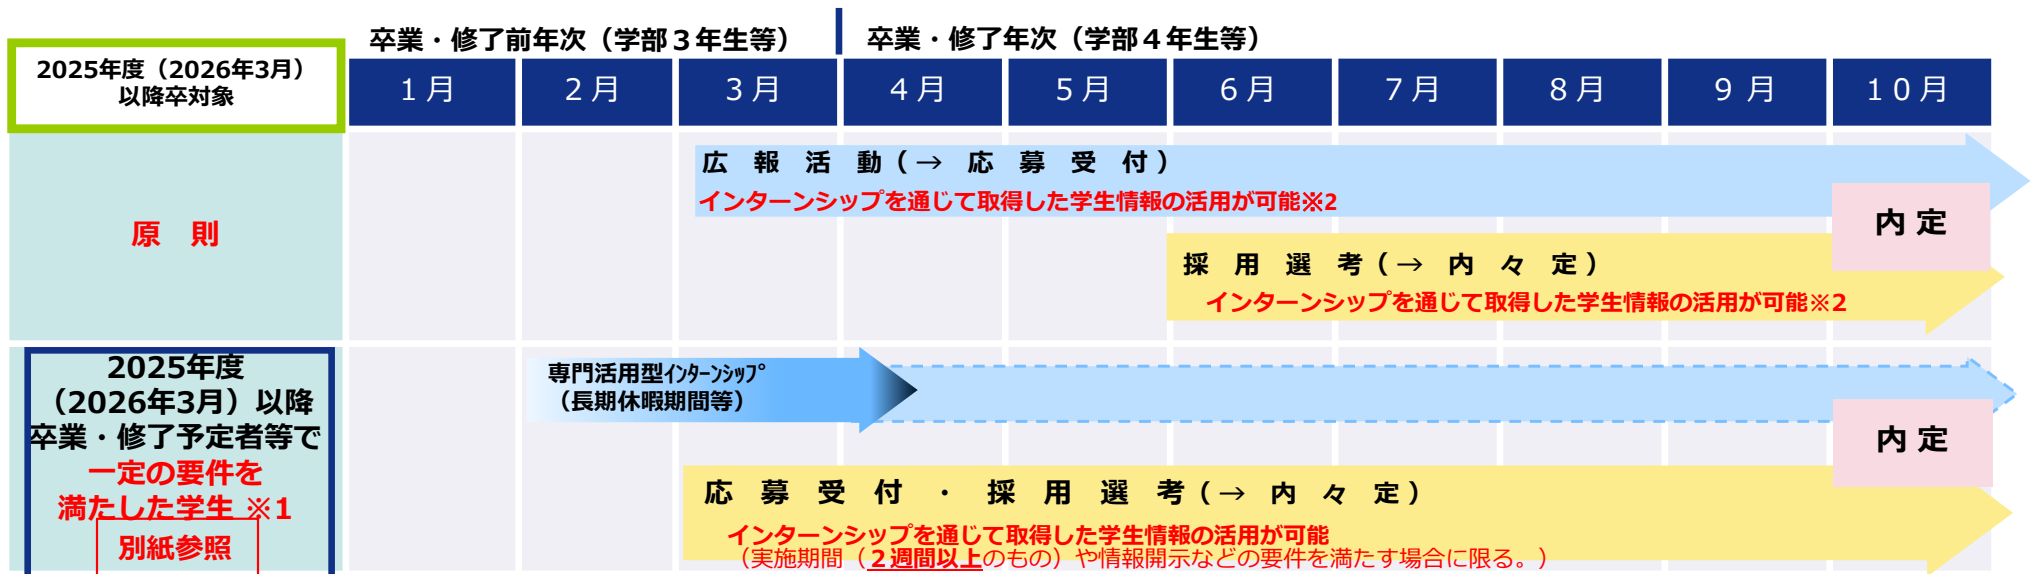 卒業・修了前年次（学部３年生等）
卒業・修了年次（学部４年生等）
2025年度（2026年3月）
以降卒対象
１月
２月
３月
４月
５月
６月
７月
８月
９月
１０月
原　則
広　報　活　動（→　応　募　受　付）
インターンシップを通じて取得した学生情報の活用が可能※2
内 定
採　用　選　考（→　内　々　定）
インターンシップを通じて取得した学生情報の活用が可能※2
2025年度
（2026年3月）以降
卒業・修了予定者等で
一定の要件を
満たした学生 ※1
別紙参照
専門活用型ｲﾝﾀｰﾝｼｯﾌﾟ
（長期休暇期間等）
内 定
応　募　受　付　・　採　用　選　考（→　内　々　定）
インターンシップを通じて取得した学生情報の活用が可能
（実施期間（２週間以上のもの）や情報開示などの要件を満たす場合に限る。）